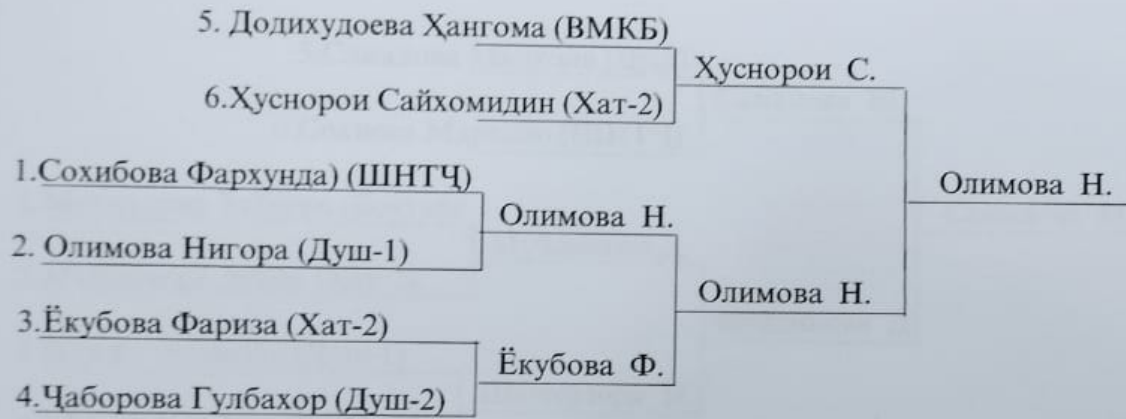 5. Додихудоева Ҳангома (ВМКБ)
Ҳуснорои С.
6.Ҳуснорои Сайхомидин (Хат-2)
1.Сохибова Фархунда) (ШНТҶ)
Олимова Н.
Олимова Н.
2. Олимова Нигора (Душ-1)
Олимова Н.
3.Ёкубова Фариза (Хат-2)
Ёкубова Ф.
4.Ҷаборова Гулбахор (Душ-2)